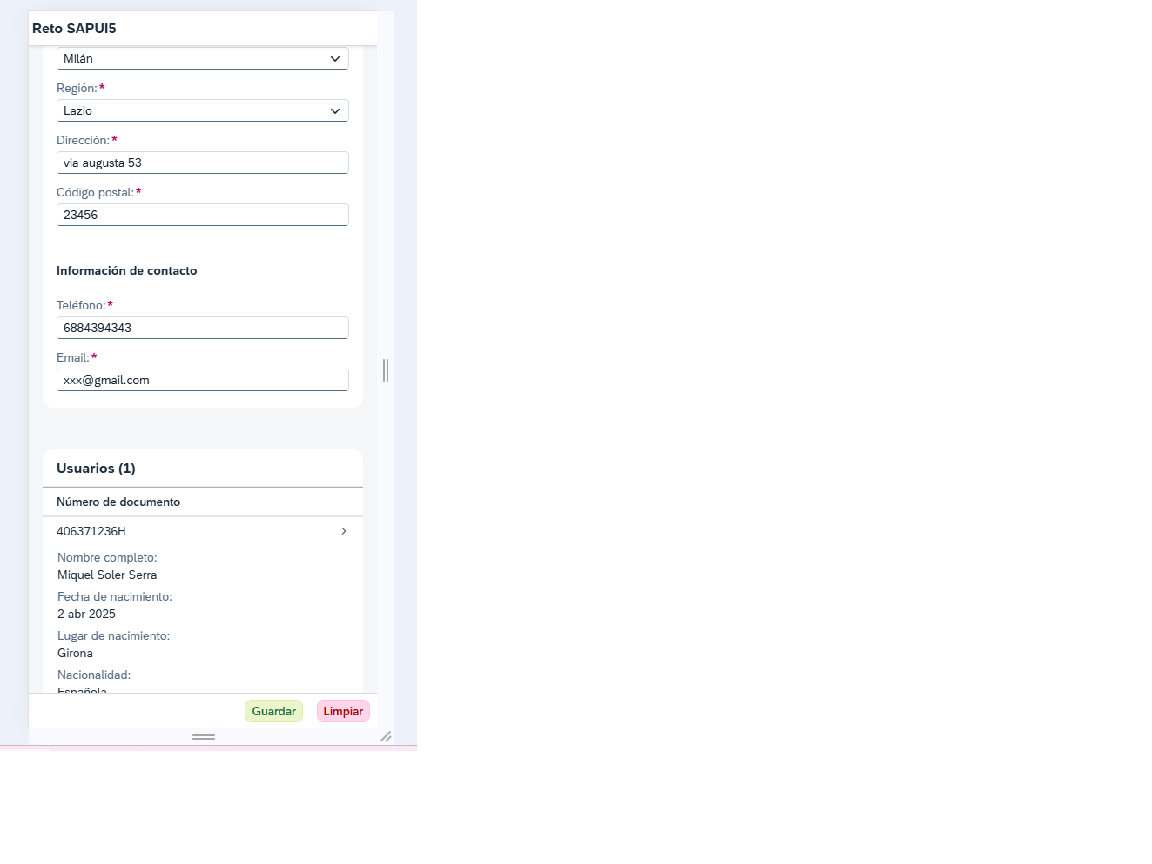 Reto SAPUI5
Milán
Región:*
Lazio
Dirección:*
via augusta 53
Código postal:*
23456
Información de contacto
Teléfono:*
6884394343
Email:*
xxx@gmail.com
Usuarios (1)
Número de documento
406371236H
Nombre completo:
Miquel Soler Serra
Fecha de nacimiento:
2 abr 2025
Lugar de nacimiento:
Girona
Nacionalidad:
Española
Guardar Limpiar